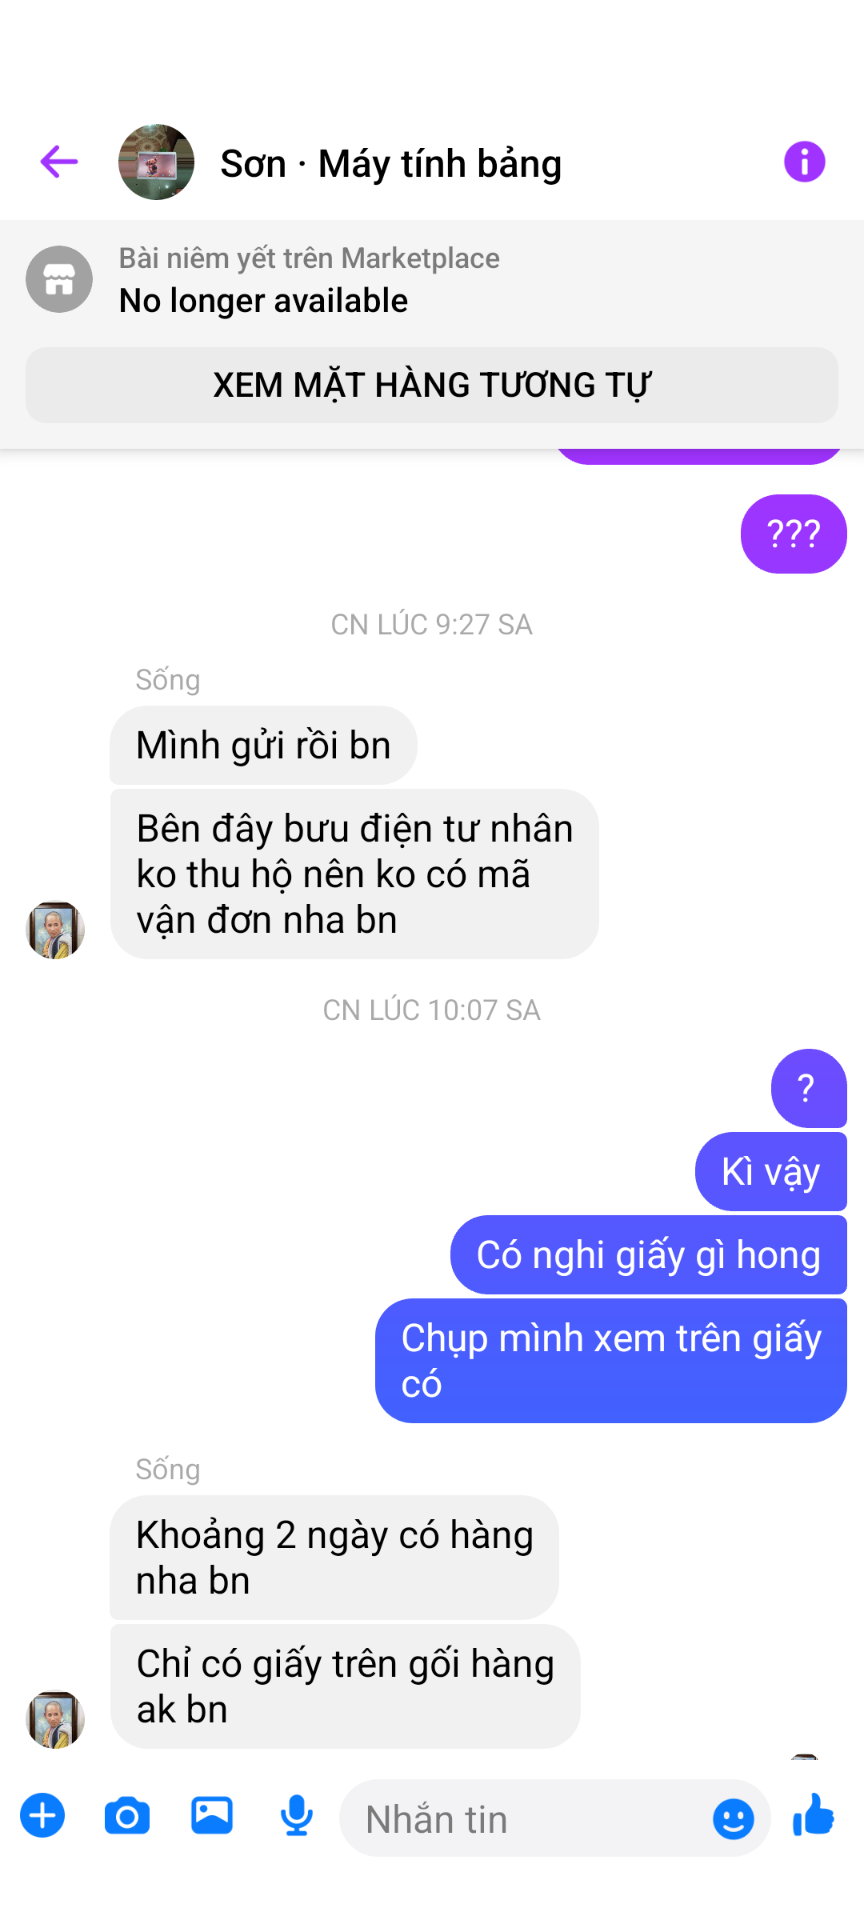 Sơn · Máy tính bảng
Bài niêm yết trên Marketplace
No longer available
XEM MẶT HÀNG TƯƠNG TỰ
???
CN LÚC 9:27 SA
Sống
Mình gửi rồi bn
Bên đây bưu điện tư nhân
ko thu hộ nên ko có mã
vận đơn nha bn
CN LÚC 10:07 SA
?
Kì vậy
Có nghi giấy gì hong
Chụp mình xem trên giấy
có
Sống
Khoảng 2 ngày có hàng
nha bn
Chỉ có giấy trên gối hàng
ak bn
Nhắn tin